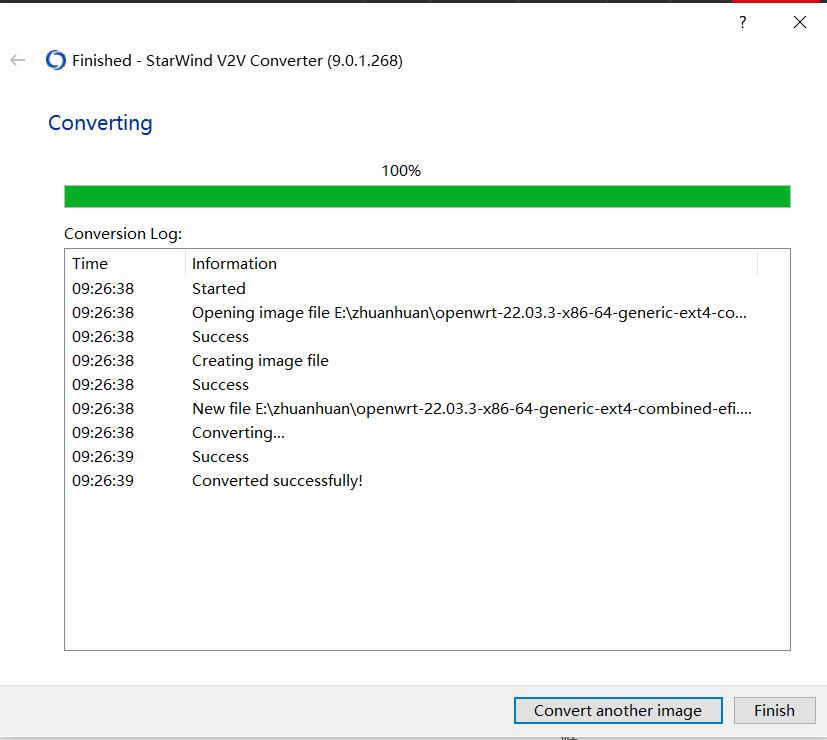 ?
Finished - StarWind V2V Converter (9.0.1.268)
Converting
100%
Conversion Log:
Time Information
09:26:38 Started
09:26:38 Opening image file E:\zhuanhuan\openwrt-22.03.3-x86-64-generic-ext4-co...
09:26:38 Success
09:26:38 Creating image file
09:26:38 Success
09:26:38 New file E:\zhuanhuan\openwrt-22.03.3-x86-64-generic-ext4-combined-efi....
09:26:38 Converting...
09:26:39 Success
09:26:39 Converted successfully!
Convert another image Finish